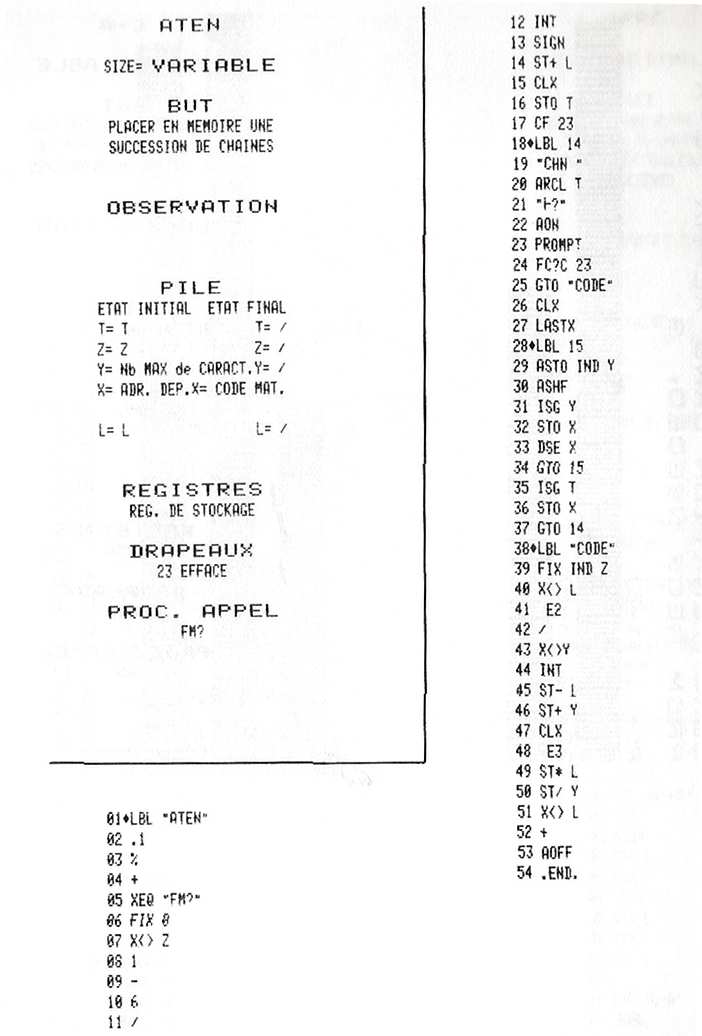 ATEN
SIZE= VARIABLE
BUT
PLACER EN MEMOIRE UNE
SUCCESSION DE CHAINES
OBSERVATION
PILE
ETAT INITIAL ETAT FINAL
T= T T= /
Z= Z Z= /
Y= Nb MAX de CARACT.Y= /
X= ADR. DEP.X= CODE MAT.
L= L L= /
REGISTRES
REG. DE STOCKAGE
DRAPEAUX
23 EFFACE
PROC. APPEL
FM?
01♦LBL "ATEN"
02 .1
03 %
04 +
05 XEQ "FM?"
06 FIX 0
07 X<> Z
08 1
09 -
10 6
11 /
12 INT
13 SIGN
14 ST+ L
15 CLX
16 STO T
17 CF 23
18♦LBL 14
19 "CHN "
20 ARCL T
21 "⊢?"
22 AON
23 PROMPT
24 FC?C 23
25 GTO "CODE"
26 CLX
27 LASTX
28♦LBL 15
29 ASTO IND Y
30 ASHF
31 ISG Y
32 STO X
33 DSE X
34 GTO 15
35 ISG T
36 STO X
37 GTO 14
38♦LBL "CODE"
39 FIX IND Z
40 X<> L
41 E2
42 /
43 X<>Y
44 INT
45 ST- L
46 ST+ Y
47 CLX
48 E3
49 ST* L
50 ST/ Y
51 X<> L
52 +
53 AOFF
54 .END.